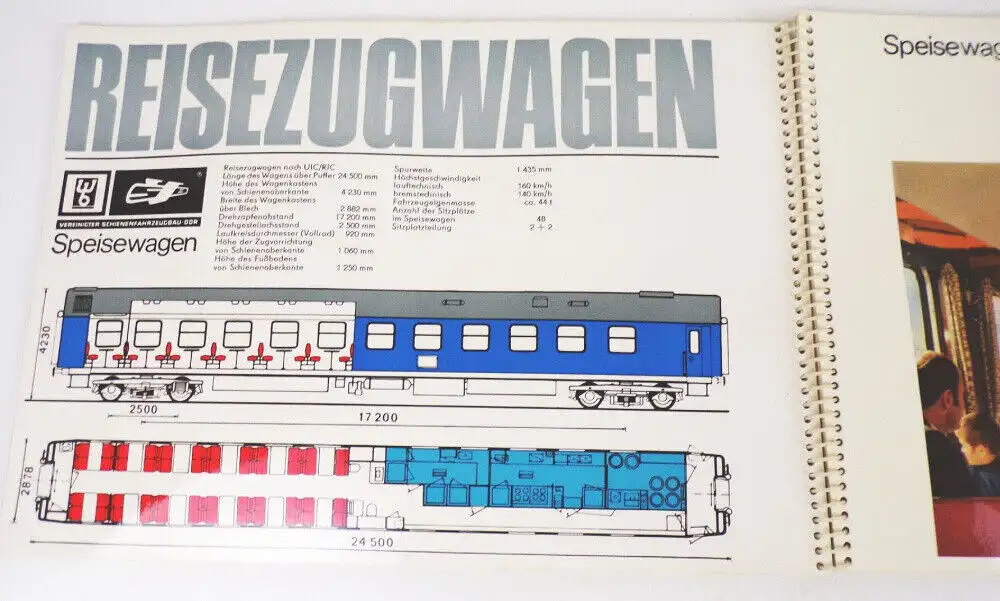 REISEZUGWAGEN
Speisewag
VEREINIGTER SCHIENENFAHRZEUGBAU·DDR
Speisewagen
Reisezugwagen nach UIC/RIC
Länge des Wagens über Puffer 24 500 mm
Höhe des Wagenkastens
von Schienenoberkante 4 230 mm
Breite des Wagenkastens
über Blech 2 882 mm
Drehzapfenabstand 17 200 mm
Drehgestellachsstand 2 500 mm
Laufkreisdurchmesser (Vollrad) 920 mm
Höhe der Zugvorrichtung
von Schienenoberkante 1 060 mm
Höhe des Fußbodens
von Schienenoberkante 1 250 mm
Spurweite 1 435 mm
Höchstgeschwindigkeit
lauftechnisch 160 km/h
bremstechnisch 140 km/h
Fahrzeugeigenmasse ca. 44 t
Anzahl der Sitzplätze
im Speisewagen 48
Sitzplatzteilung 2 + 2
4230
2500
17 200
2878
24 500